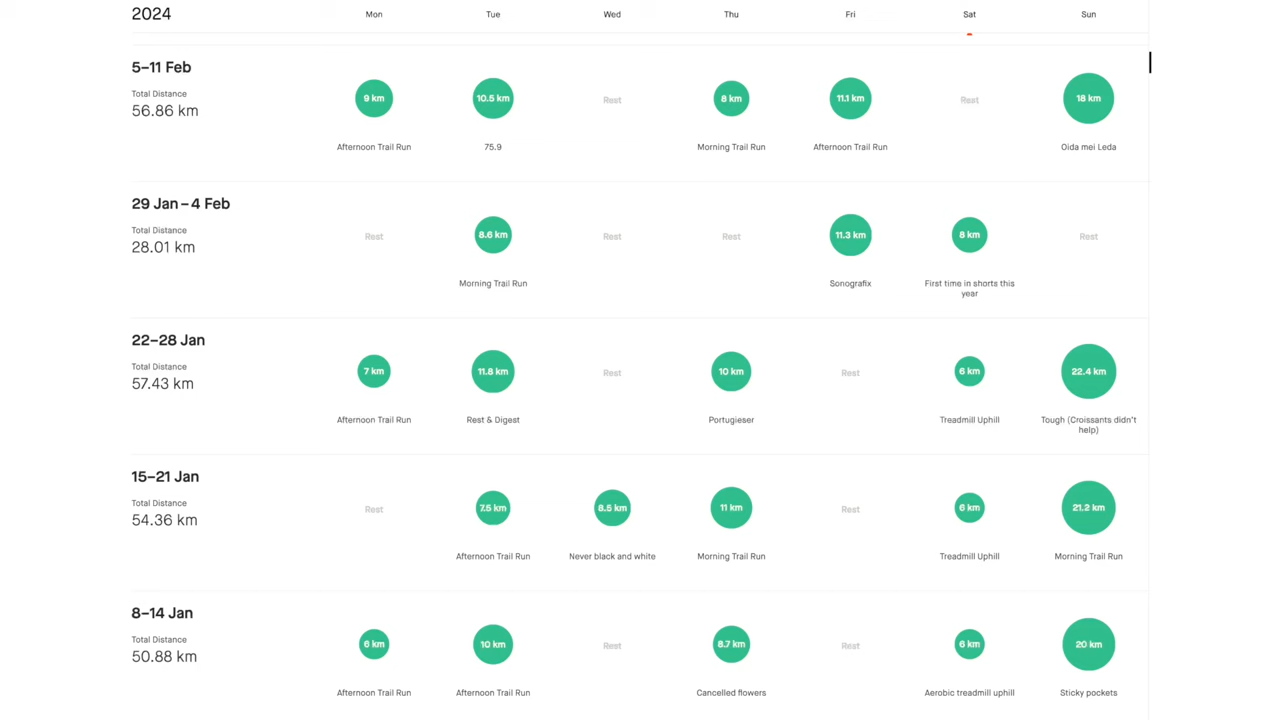 2024 Mon Tue Wed Thu Fri Sat Sun
5–11 Feb
Total Distance
56.86 km
9 km 10.5 km Rest 8 km 11.1 km Rest 18 km
Afternoon Trail Run 75.9 Morning Trail Run Afternoon Trail Run Oida mei Leda
29 Jan – 4 Feb
Total Distance
28.01 km
Rest 8.6 km Rest Rest 11.3 km 8 km Rest
Morning Trail Run Sonografix First time in shorts this
year
22–28 Jan
Total Distance
57.43 km
7 km 11.8 km Rest 10 km Rest 6 km 22.4 km
Afternoon Trail Run Rest & Digest Portugieser Treadmill Uphill Tough (Croissants didn't
help)
15–21 Jan
Total Distance
54.36 km
Rest 7.5 km 8.5 km 11 km Rest 6 km 21.2 km
Afternoon Trail Run Never black and white Morning Trail Run Treadmill Uphill Morning Trail Run
8–14 Jan
Total Distance
50.88 km
6 km 10 km Rest 8.7 km Rest 6 km 20 km
Afternoon Trail Run Afternoon Trail Run Cancelled flowers Aerobic treadmill uphill Sticky pockets